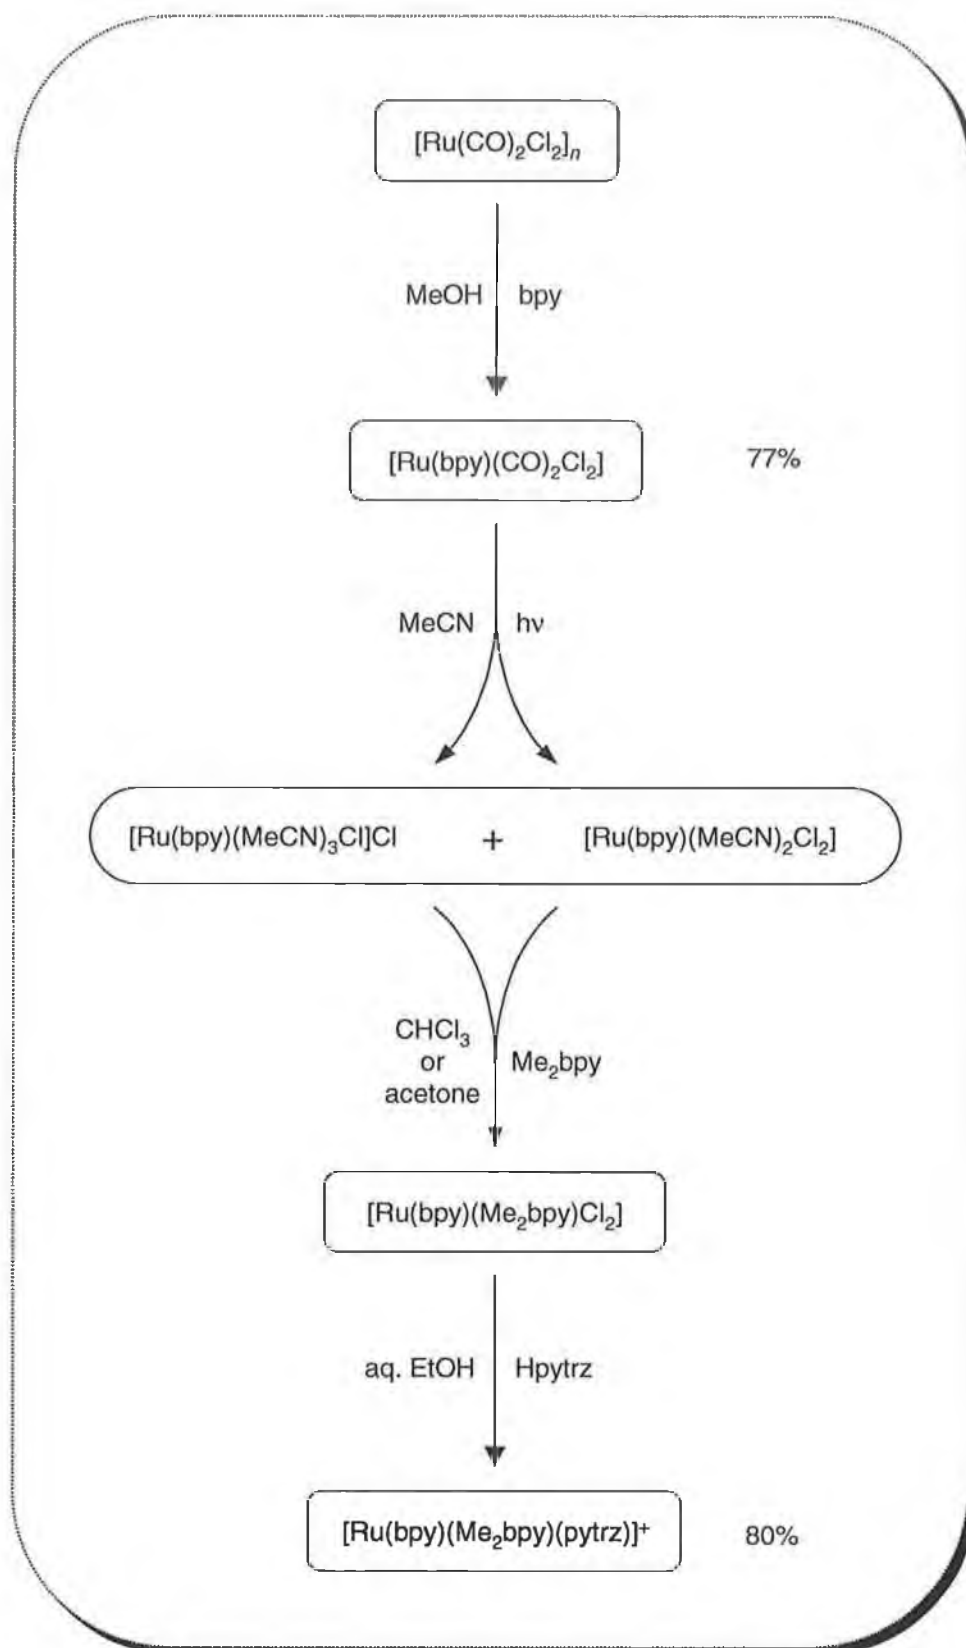 [Ru(CO)₂Cl₂]ₙ
MeOH bpy
[Ru(bpy)(CO)₂Cl₂] 77%
MeCN hν
[Ru(bpy)(MeCN)₃Cl]Cl + [Ru(bpy)(MeCN)₂Cl₂]
CHCl₃
or
acetone
Me₂bpy
[Ru(bpy)(Me₂bpy)Cl₂]
aq. EtOH Hpytrz
[Ru(bpy)(Me₂bpy)(pytrz)]⁺ 80%